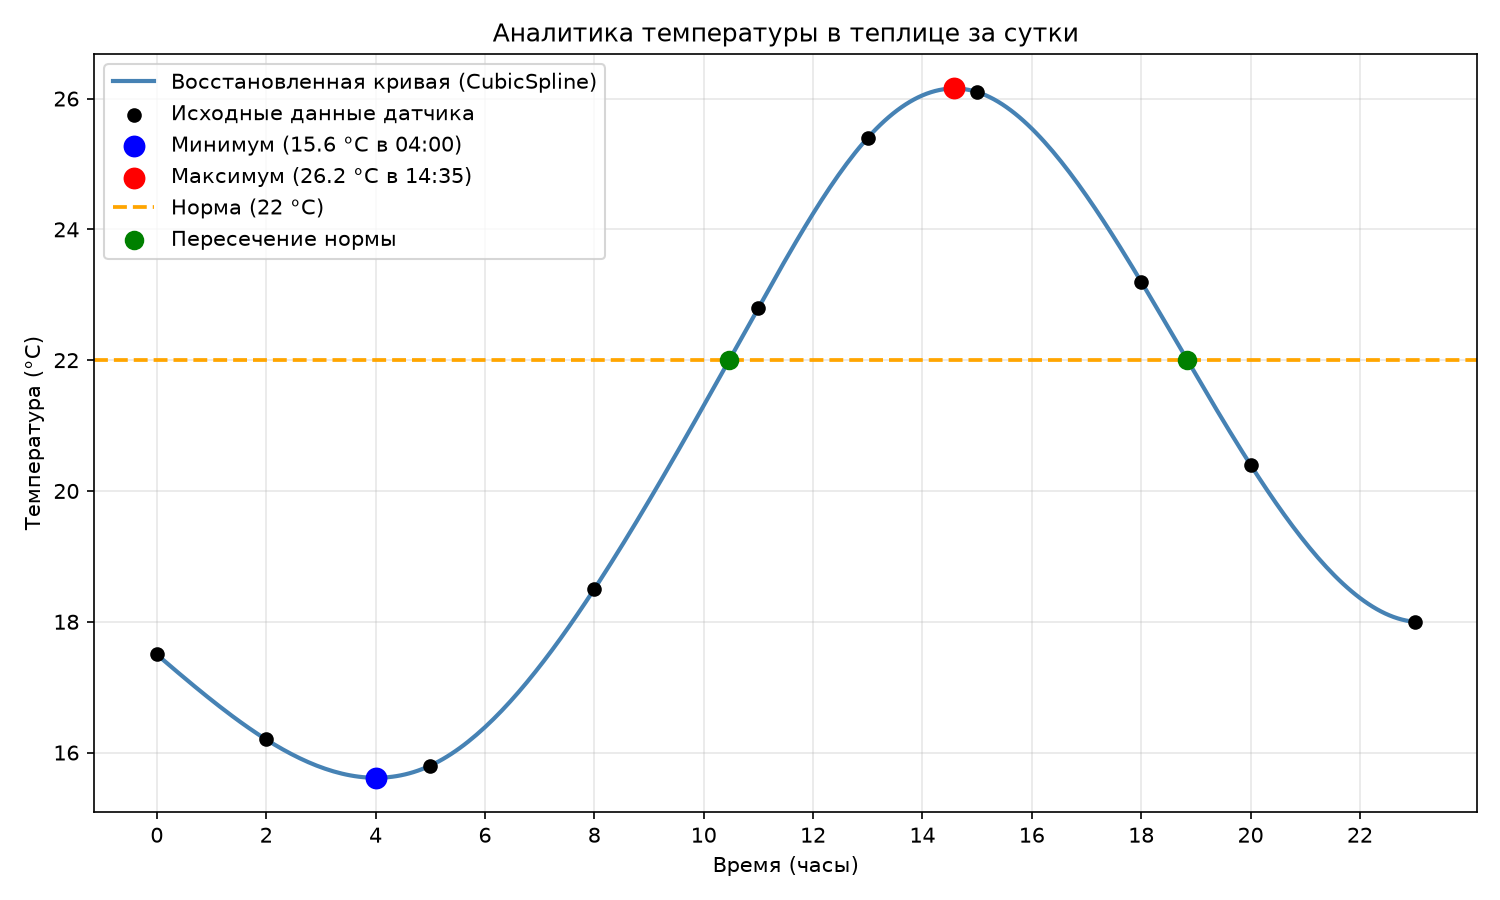 Аналитика температуры в теплице за сутки
Восстановленная кривая (CubicSpline)
Исходные данные датчика
Минимум (15.6 °C в 04:00)
Максимум (26.2 °C в 14:35)
Норма (22 °C)
Пересечение нормы
Температура (°C)
26
24
22
20
18
16
0 2 4 6 8 10 12 14 16 18 20 22
Время (часы)